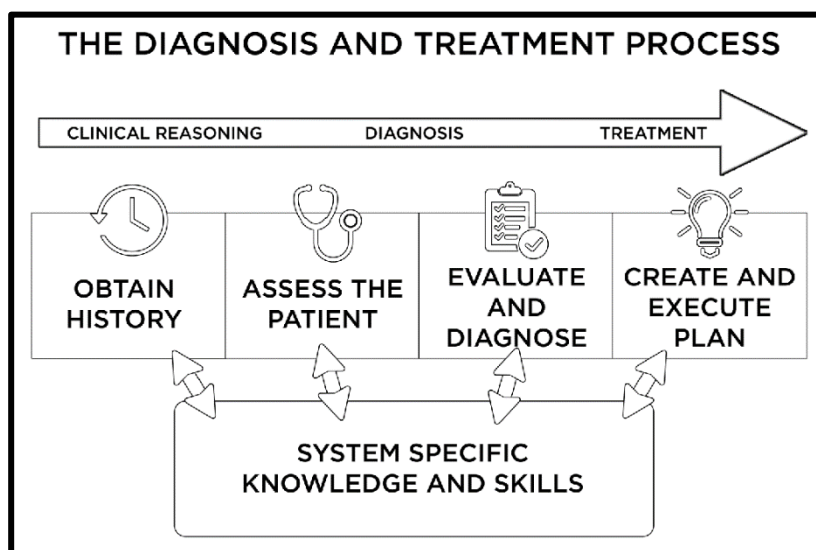 THE DIAGNOSIS AND TREATMENT PROCESS
CLINICAL REASONING DIAGNOSIS TREATMENT
OBTAIN
HISTORY
ASSESS THE
PATIENT
EVALUATE
AND
DIAGNOSE
CREATE AND
EXECUTE
PLAN
SYSTEM SPECIFIC
KNOWLEDGE AND SKILLS